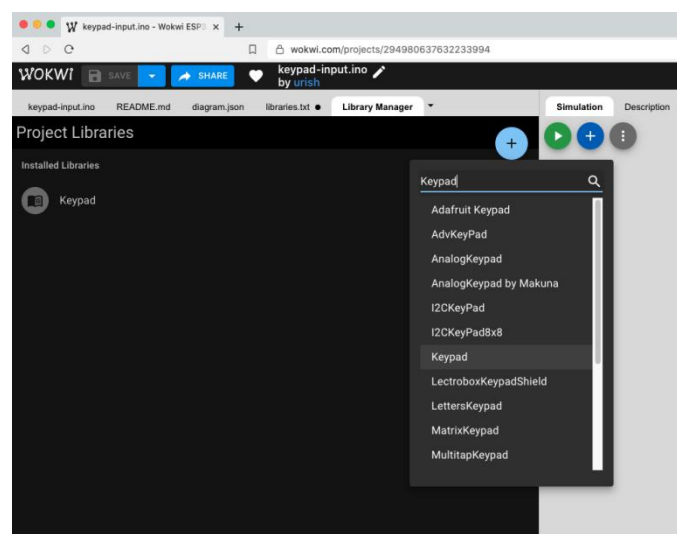 keypad-input.ino - Wokwi ESP3
wokwi.com/projects/294980637632233994
WOKWi SAVE SHARE keypad-input.ino
by urish
keypad-input.ino README.md diagram.json libraries.txt Library Manager Simulation Description
Project Libraries
Installed Libraries
Keypad
Keypad
Adafruit Keypad
AdvKeyPad
AnalogKeypad
AnalogKeypad by Makuna
I2CKeyPad
I2CKeyPad8x8
Keypad
LectroboxKeypadShield
LettersKeypad
MatrixKeypad
MultitapKeypad